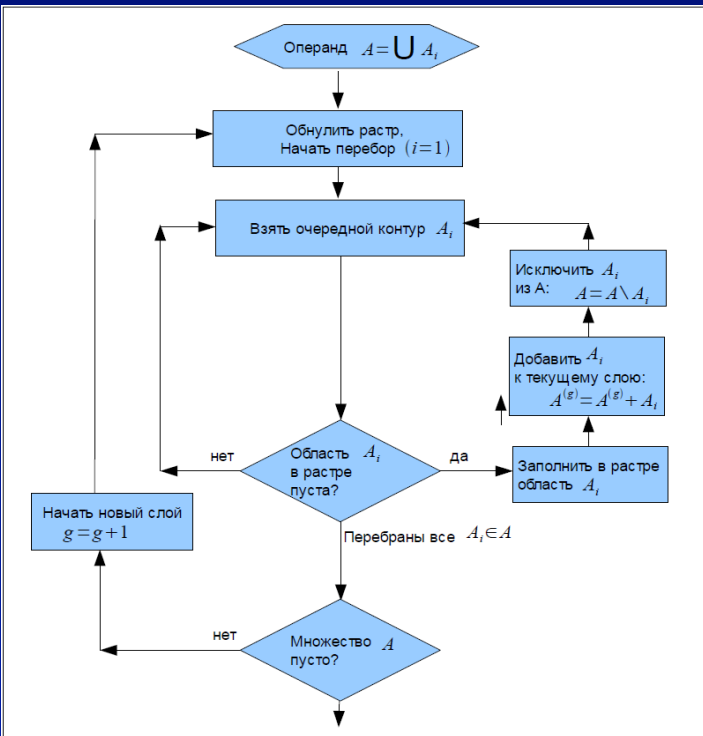 Операнд A=⋃ A_i
Обнулить растр,
Начать перебор (i=1)
Взять очередной контур A_i
Исключить A_i
из A: A=A\A_i
Добавить A_i
к текущему слою:
A^(g)=A^(g)+A_i
Область A_i
в растре
пуста?
нет
да
Заполнить в растре
область A_i
Начать новый слой
g=g+1
Перебраны все A_i∈A
нет
Множество A
пусто?